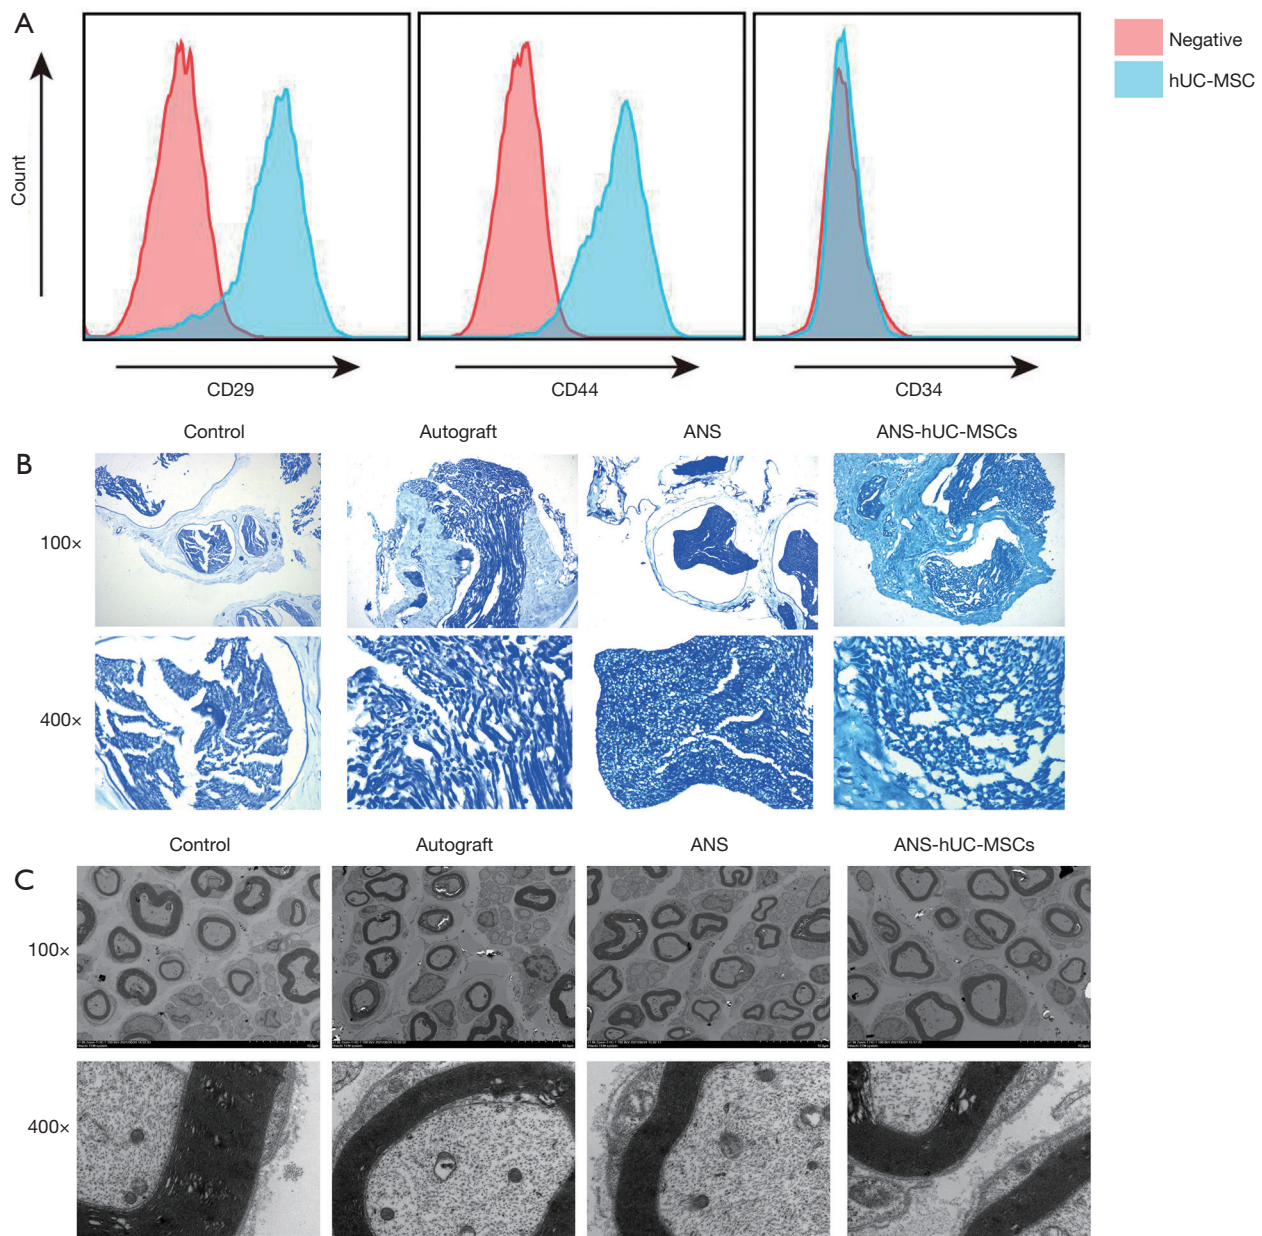 A
Negative
hUC-MSC
Count
CD29
CD44
CD34
B
Control
Autograft
ANS
ANS-hUC-MSCs
100×
400×
C
Control
Autograft
ANS
ANS-hUC-MSCs
100×
400×